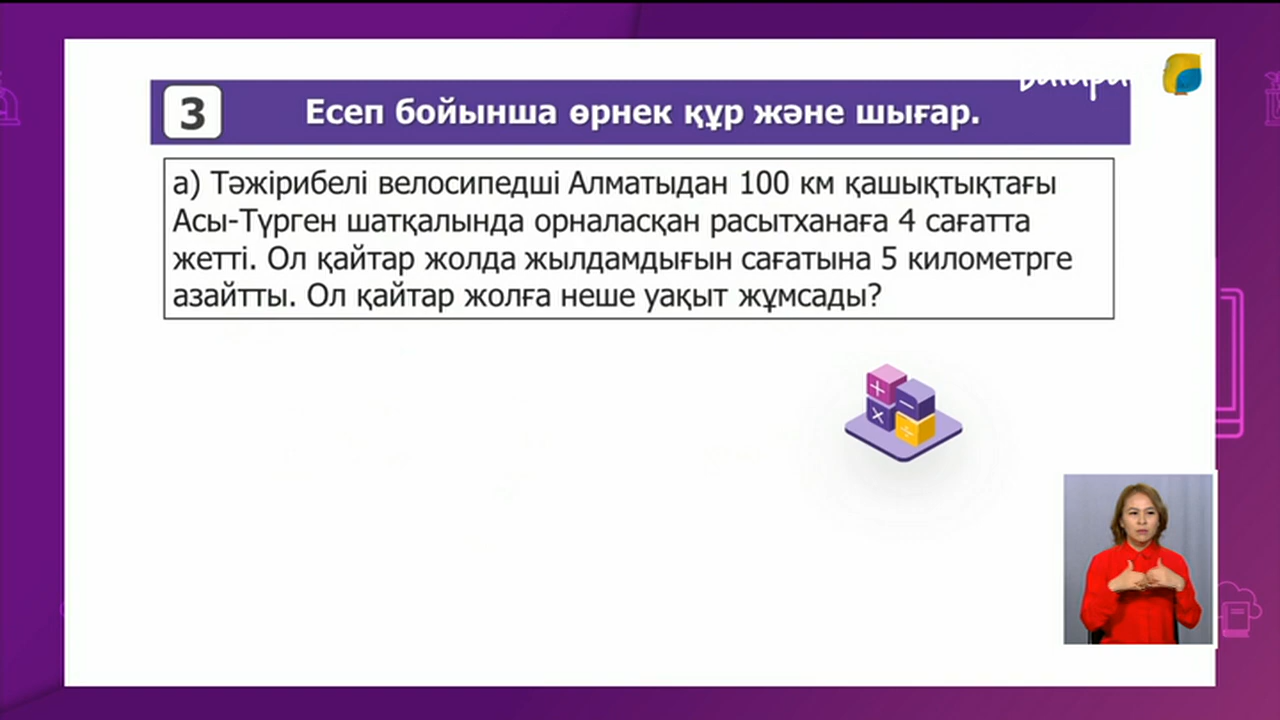 3
Есеп бойынша өрнек құр және шығар.
а) Тәжірибелі велосипедші Алматыдан 100 км қашықтықтағы
Асы-Түрген шатқалында орналасқан расытханаға 4 сағатта
жетті. Ол қайтар жолда жылдамдығын сағатына 5 километрге
азайтты. Ол қайтар жолға неше уақыт жұмсады?